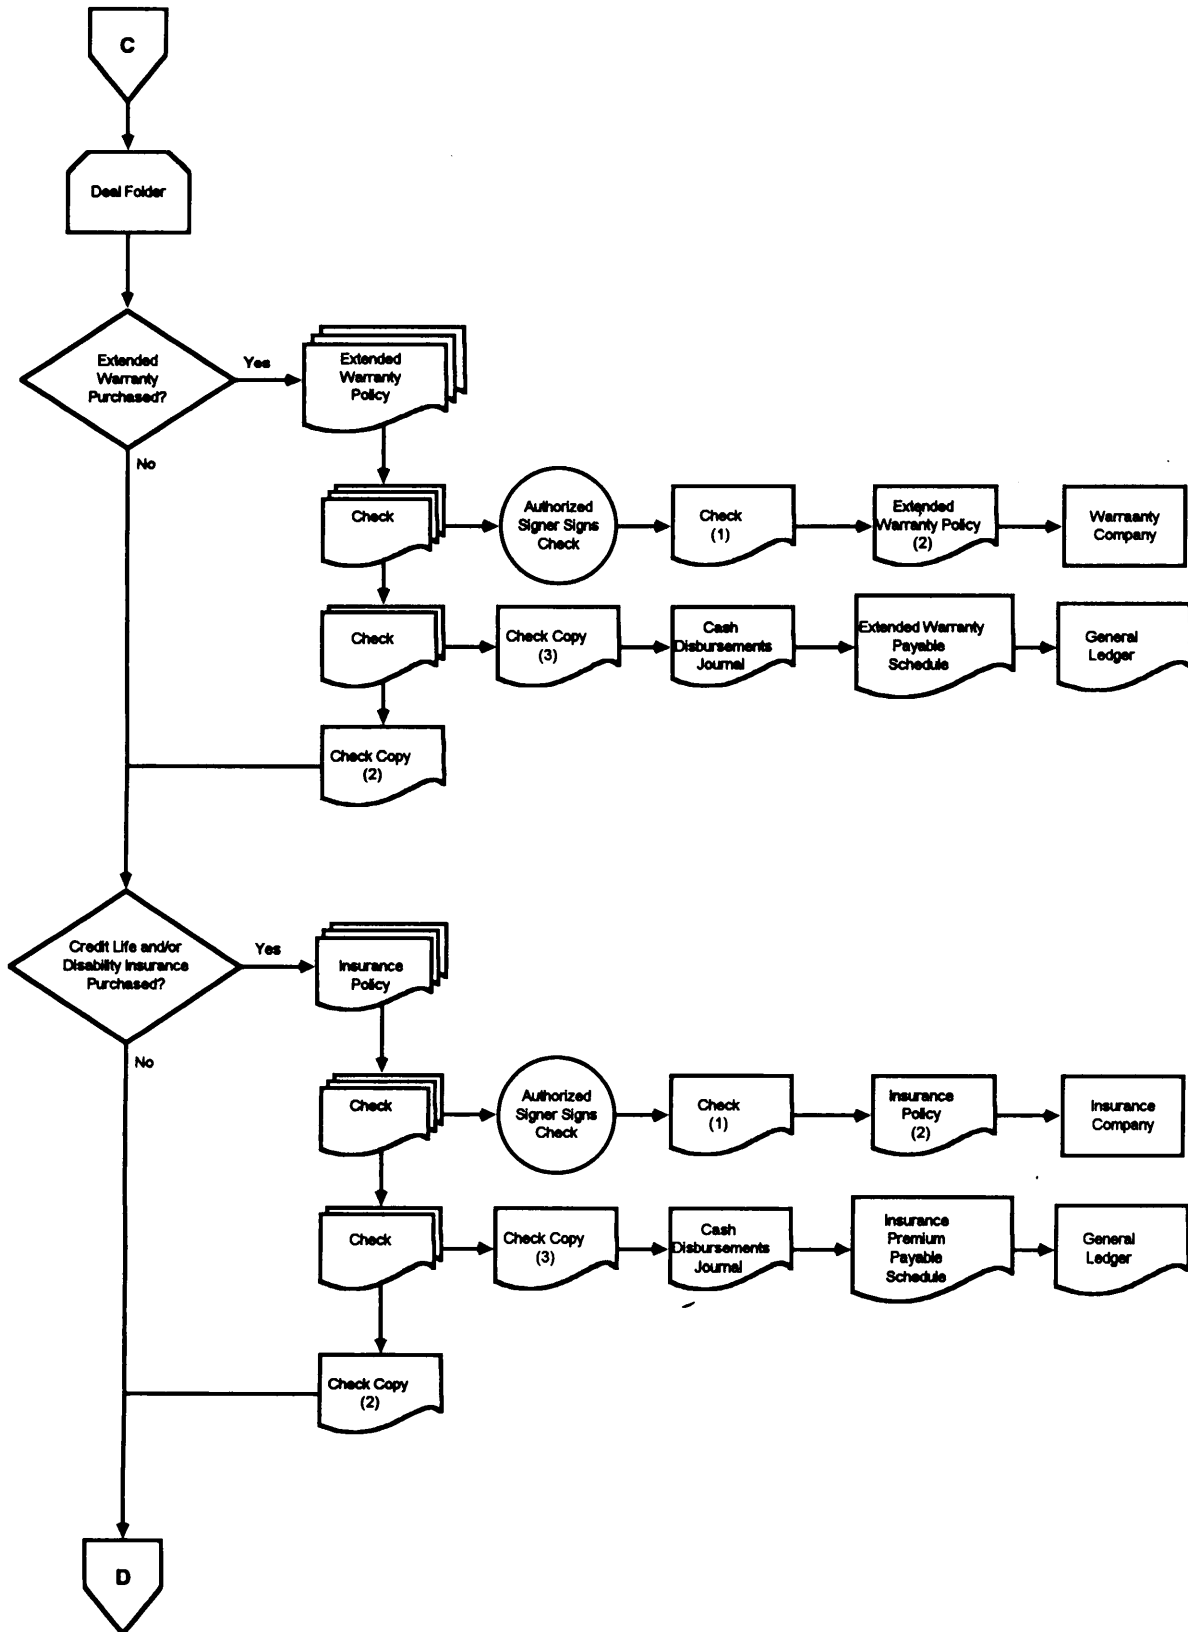 C
Deal Folder
Extended
Warranty
Purchased?
Yes
No
Extended
Warranty
Policy
Check
Authorized
Signer Signs
Check
Check
(1)
Extended
Warranty Policy
(2)
Warraanty
Company
Check
Check Copy
(3)
Cash
Disbursements
Journal
Extended Warranty
Payable
Schedule
General
Ledger
Check Copy
(2)
Credit Life and/or
Disability Insurance
Purchased?
Yes
No
Insurance
Policy
Check
Authorized
Signer Signs
Check
Check
(1)
Insurance
Policy
(2)
Insurance
Company
Check
Check Copy
(3)
Cash
Disbursements
Journal
Insurance
Premium
Payable
Schedule
General
Ledger
Check Copy
(2)
D